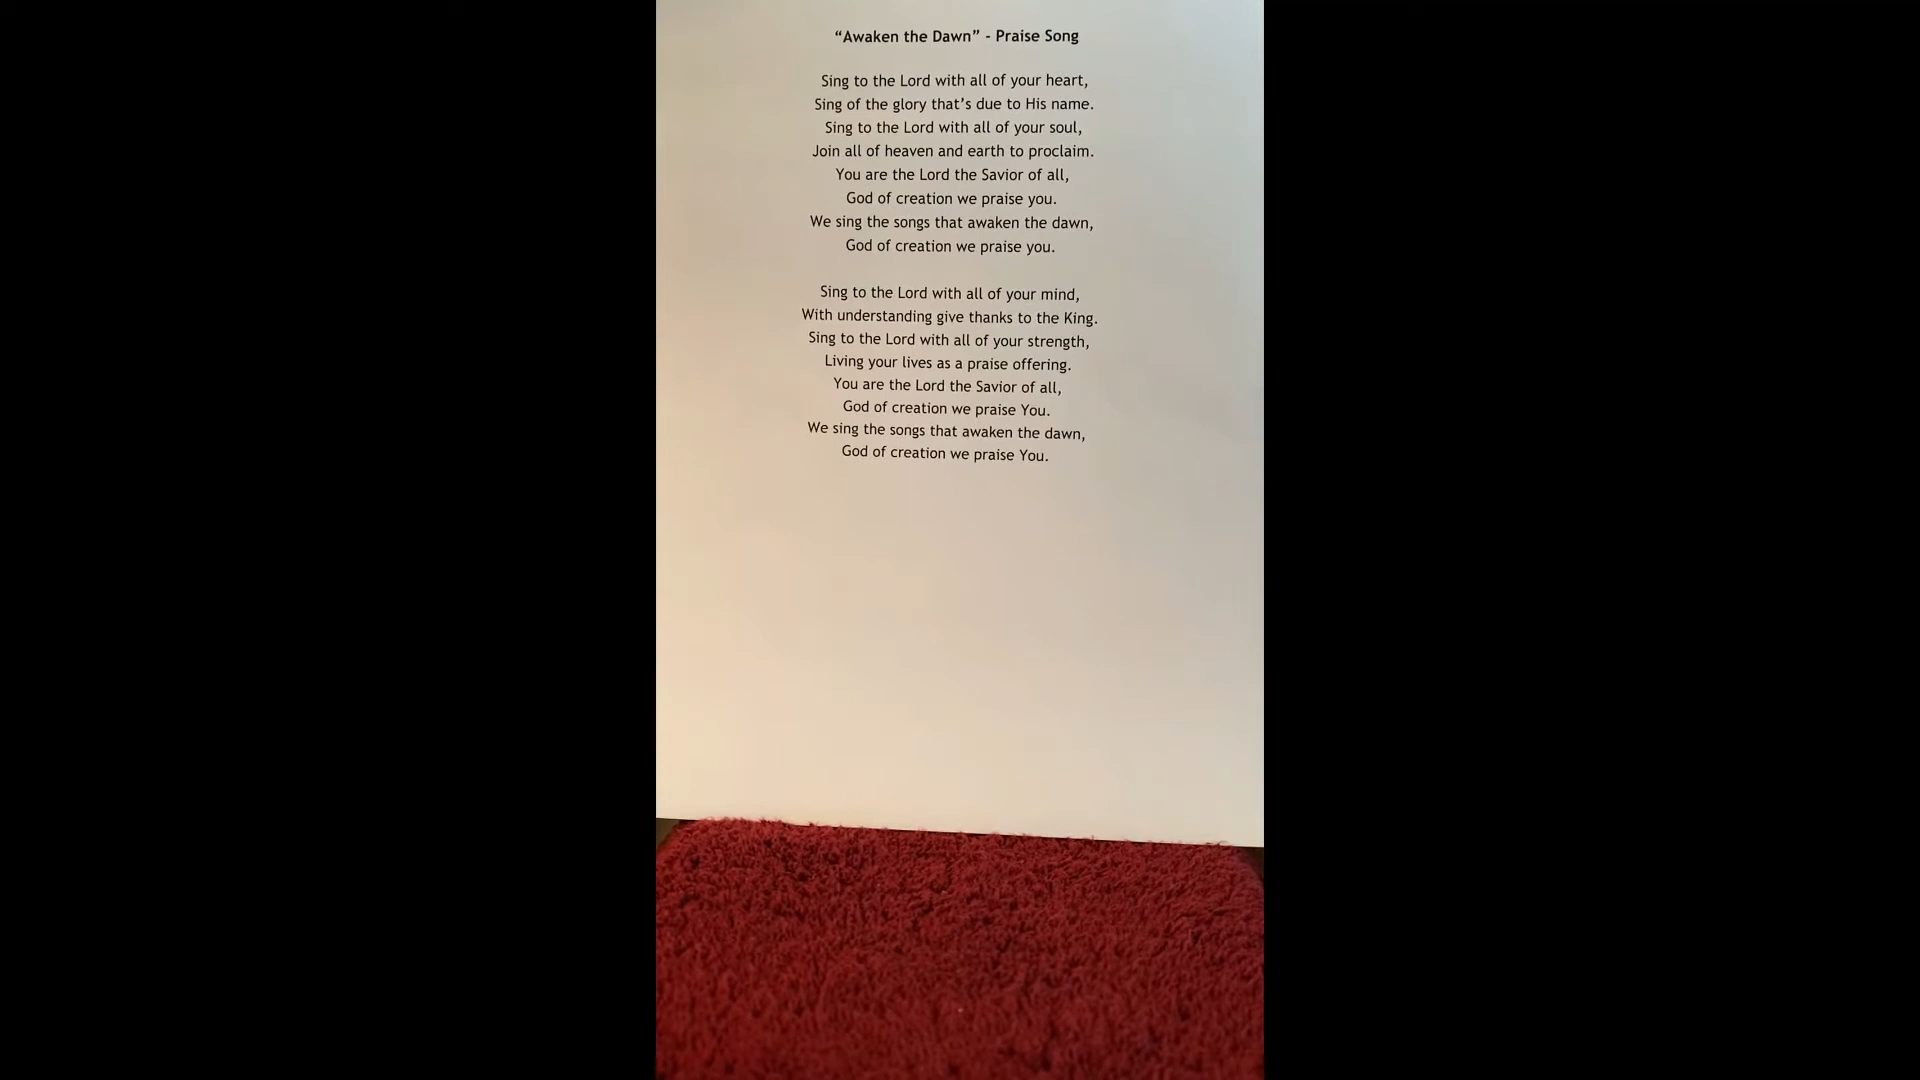 “Awaken the Dawn” - Praise Song
Sing to the Lord with all of your heart,
Sing of the glory that’s due to His name.
Sing to the Lord with all of your soul,
Join all of heaven and earth to proclaim.
You are the Lord the Savior of all,
God of creation we praise you.
We sing the songs that awaken the dawn,
God of creation we praise you.
Sing to the Lord with all of your mind,
With understanding give thanks to the King.
Sing to the Lord with all of your strength,
Living your lives as a praise offering.
You are the Lord the Savior of all,
God of creation we praise You.
We sing the songs that awaken the dawn,
God of creation we praise You.